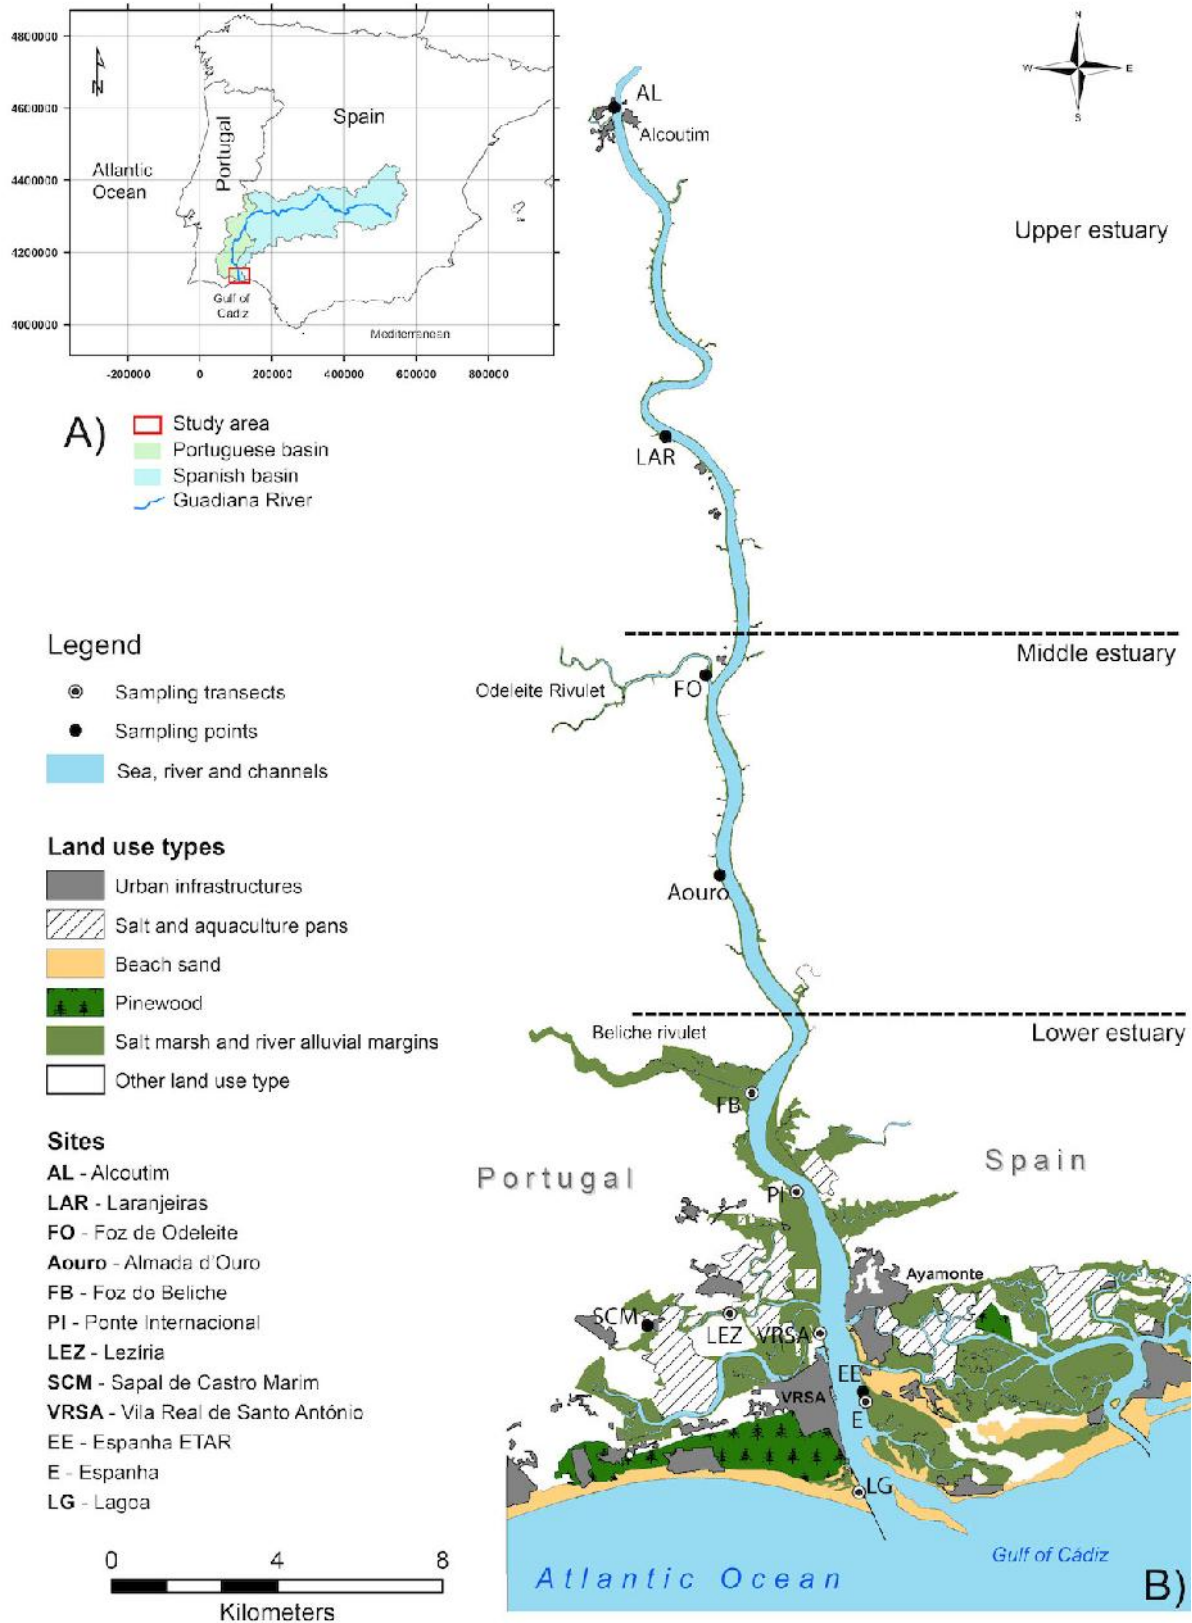 4800000
4600000
4400000
4200000
4000000
-200000 0 200000 400000 600000 800000
N
Spain
Portugal
Atlantic
Ocean
Gulf of
Cadiz
Mediterranean
A)
Study area
Portuguese basin
Spanish basin
Guadiana River
N
W E
S
AL
Alcoutim
Upper estuary
LAR
Middle estuary
Odeleite Rivulet
FO
Aouro
Lower estuary
Beliche rivulet
FB
Portugal
Spain
PI
Ayamonte
SCM
LEZ
VRSA
EE
VRSA
E
LG
Gulf of Cádiz
Atlantic Ocean
B)
Legend
Sampling transects
Sampling points
Sea, river and channels
Land use types
Urban infrastructures
Salt and aquaculture pans
Beach sand
Pinewood
Salt marsh and river alluvial margins
Other land use type
Sites
AL - Alcoutim
LAR - Laranjeiras
FO - Foz de Odeleite
Aouro - Almada d'Ouro
FB - Foz do Beliche
PI - Ponte Internacional
LEZ - Lezíria
SCM - Sapal de Castro Marim
VRSA - Vila Real de Santo António
EE - Espanha ETAR
E - Espanha
LG - Lagoa
0 4 8
Kilometers